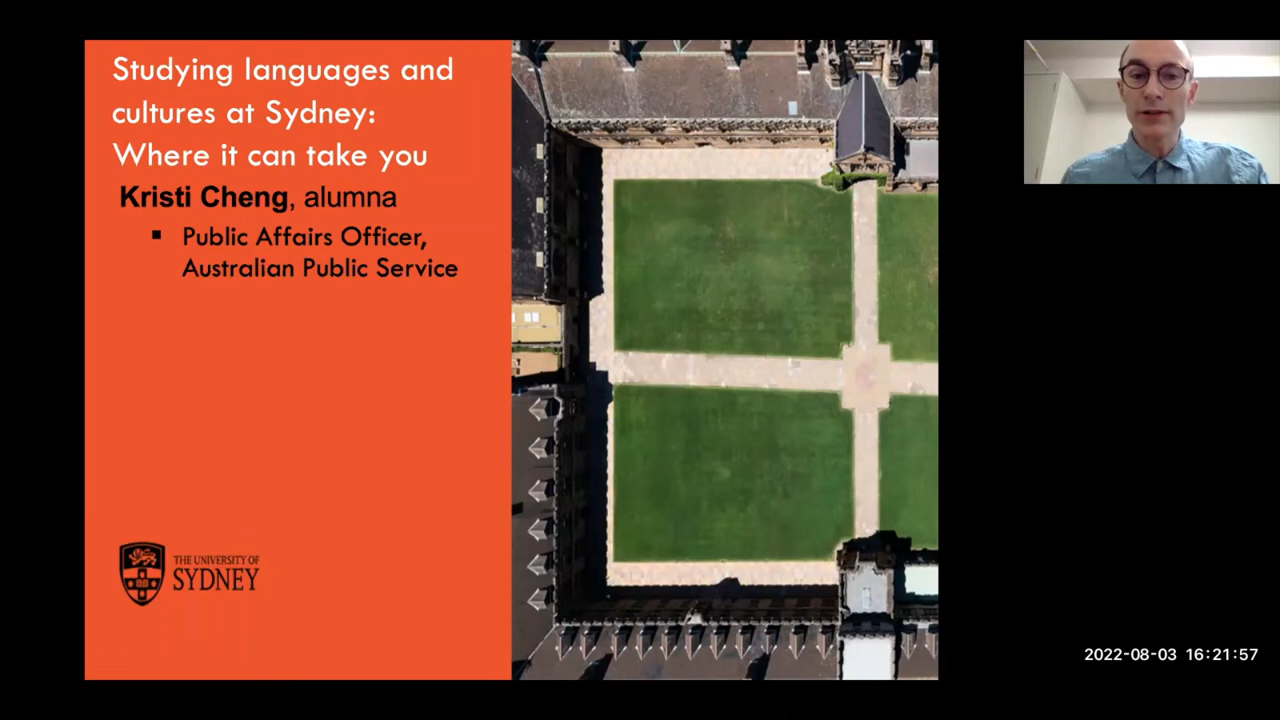 Studying languages and
cultures at Sydney:
Where it can take you
Kristi Cheng, alumna
▪ Public Affairs Officer,
Australian Public Service
THE UNIVERSITY OF
SYDNEY
2022-08-03 16:21:57